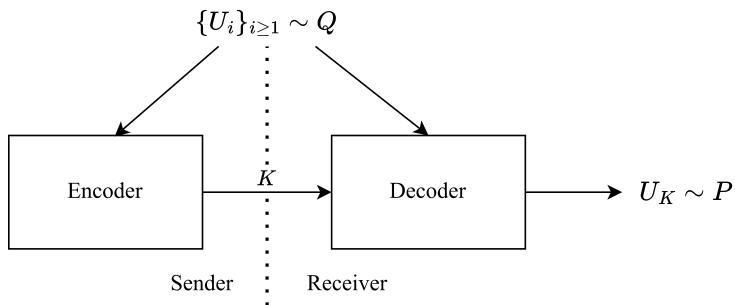 {U_i}_{i≥1} ∼ Q
Encoder
K
Decoder
U_K ∼ P
Sender
Receiver